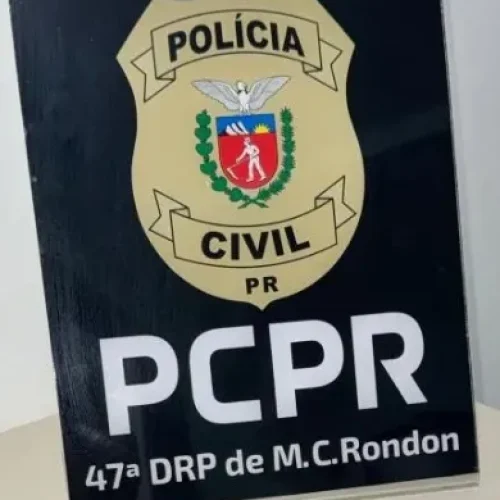 POLÍCIA
CIVIL
PR
PCPR
47ª DRP de M.C.Rondon